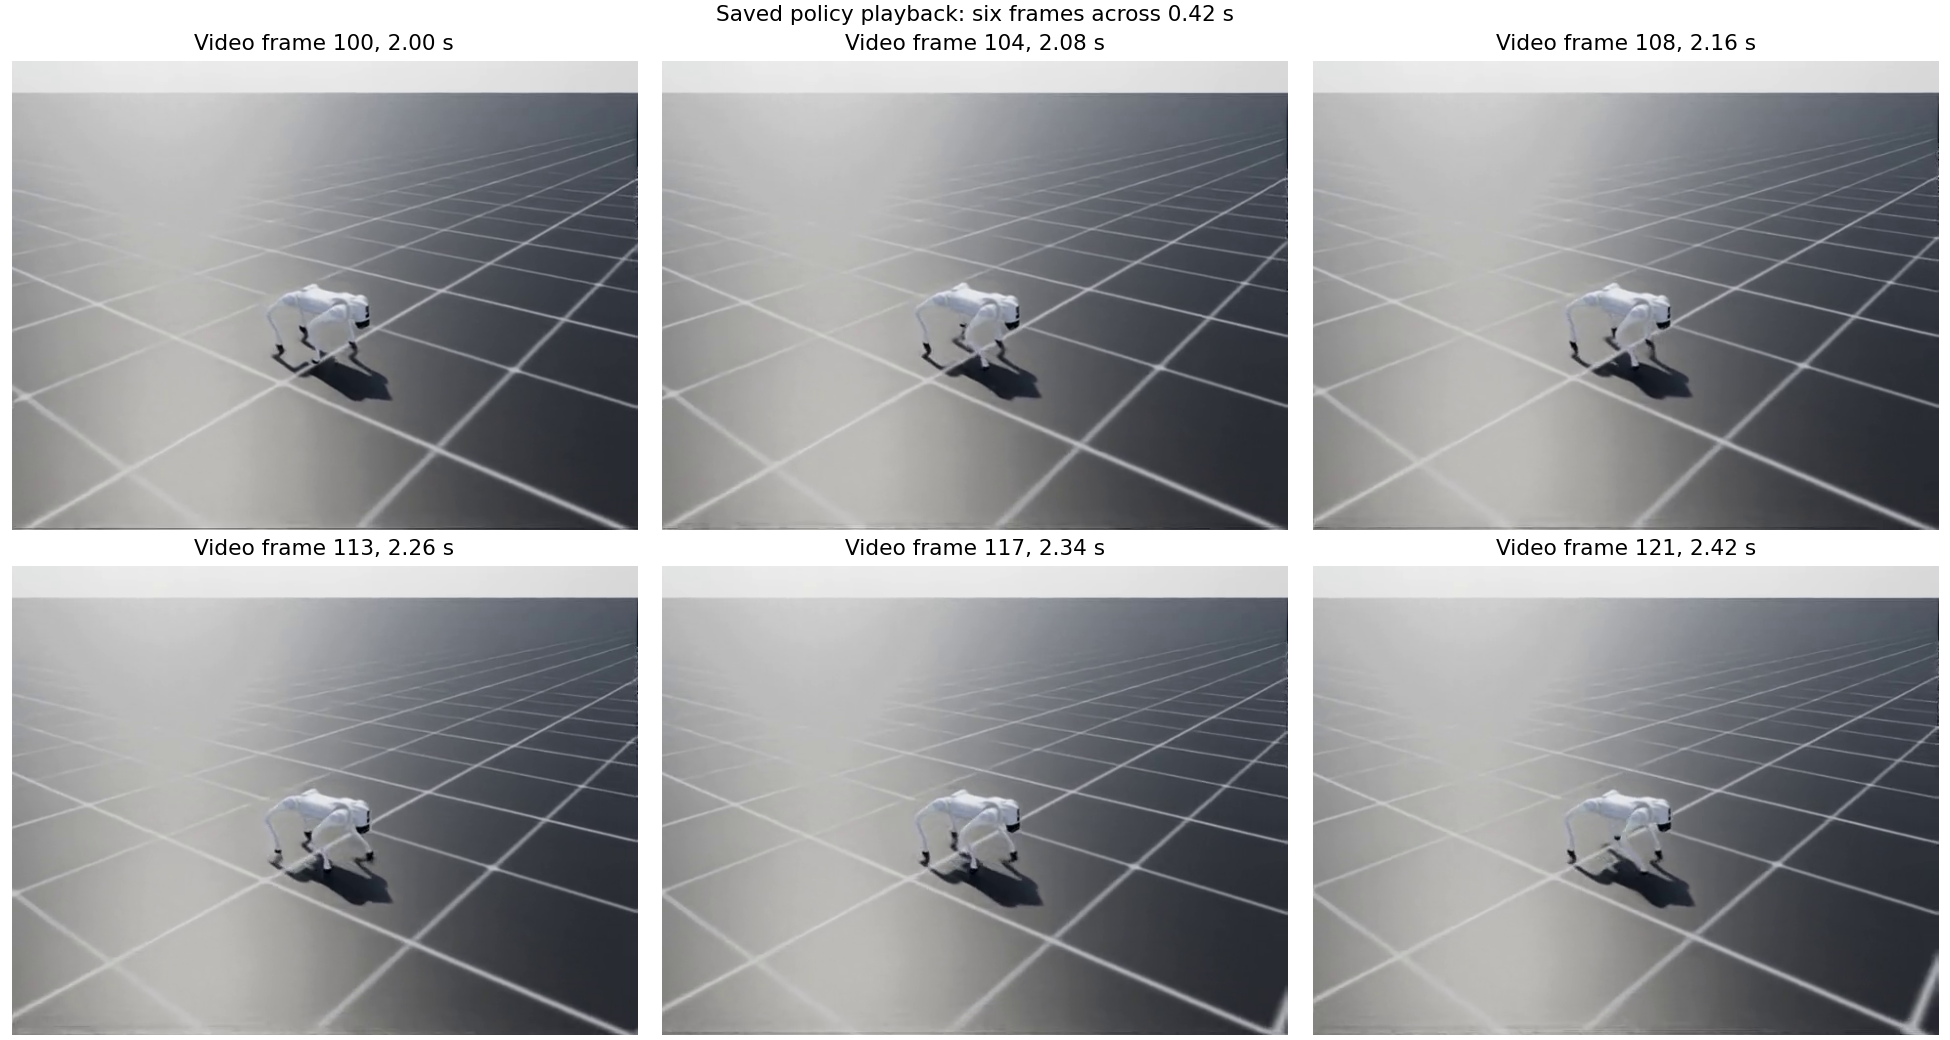 Saved policy playback: six frames across 0.42 s
Video frame 100, 2.00 s
Video frame 104, 2.08 s
Video frame 108, 2.16 s
Video frame 113, 2.26 s
Video frame 117, 2.34 s
Video frame 121, 2.42 s